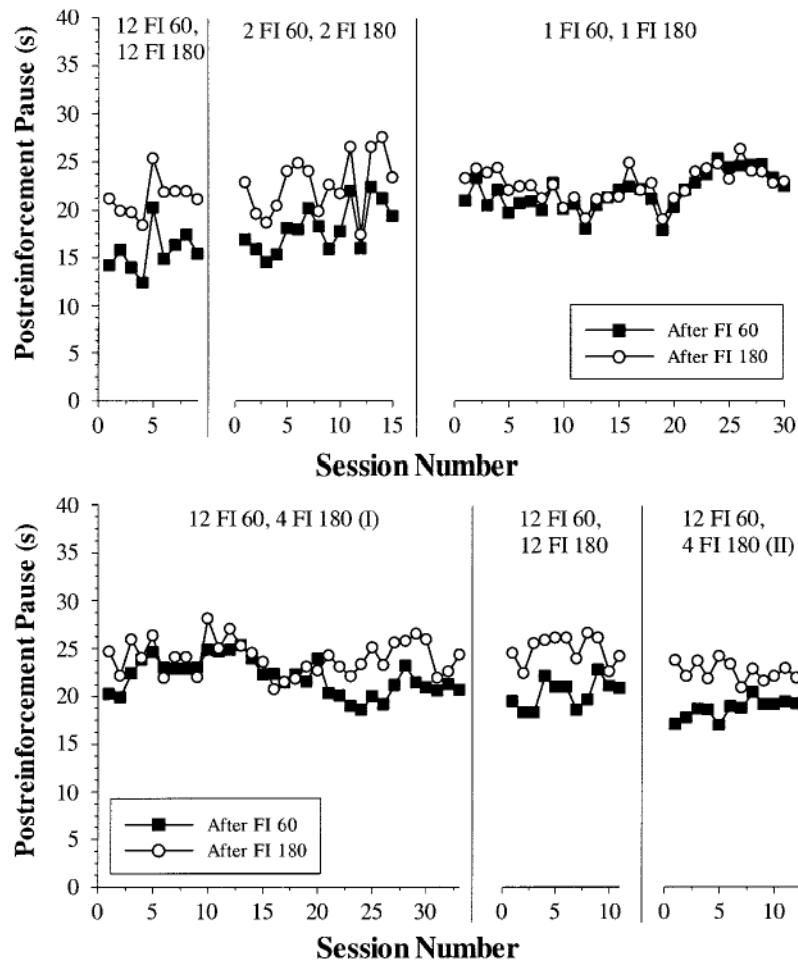 12 FI 60,
12 FI 180
2 FI 60, 2 FI 180
1 FI 60, 1 FI 180
Postreinforcement Pause (s)
40
35
30
25
20
15
10
5
0
After FI 60
After FI 180
0 5
0 5 10 15
0 5 10 15 20 25 30
Session Number
12 FI 60, 4 FI 180 (I)
12 FI 60,
12 FI 180
12 FI 60,
4 FI 180 (II)
Postreinforcement Pause (s)
40
35
30
25
20
15
10
5
0
After FI 60
After FI 180
0 5 10 15 20 25 30
0 5 10
0 5 10
Session Number